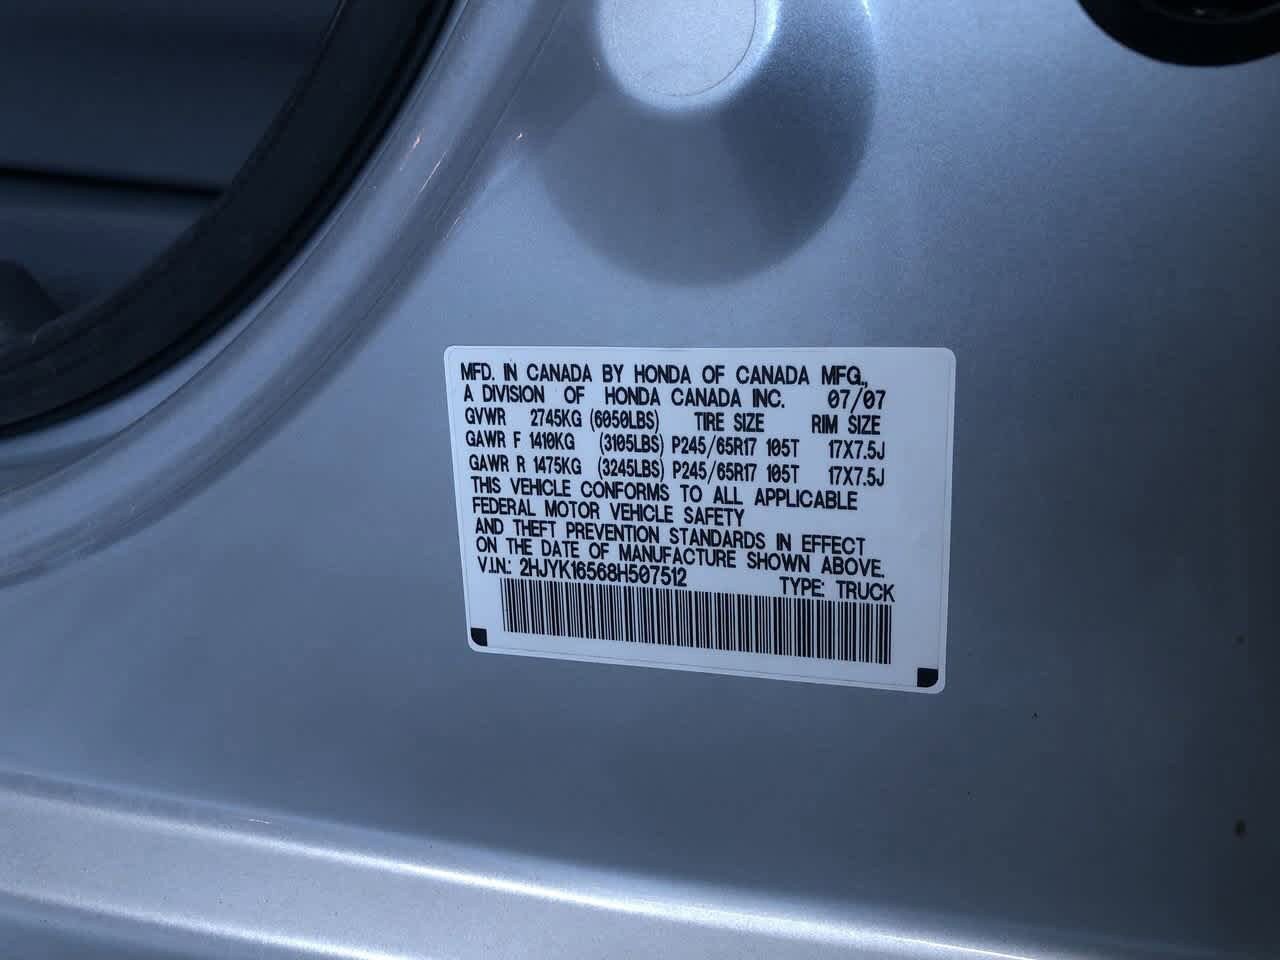 MFD. IN CANADA BY HONDA OF CANADA MFG.,
A DIVISION OF HONDA CANADA INC. 07/07
GVWR 2745KG (6050LBS) TIRE SIZE RIM SIZE
GAWR F 1410KG (3105LBS) P245/65R17 105T 17X7.5J
GAWR R 1475KG (3245LBS) P245/65R17 105T 17X7.5J
THIS VEHICLE CONFORMS TO ALL APPLICABLE
FEDERAL MOTOR VEHICLE SAFETY
AND THEFT PREVENTION STANDARDS IN EFFECT
ON THE DATE OF MANUFACTURE SHOWN ABOVE.
V.I.N.: 2HJYK16568H507512 TYPE: TRUCK